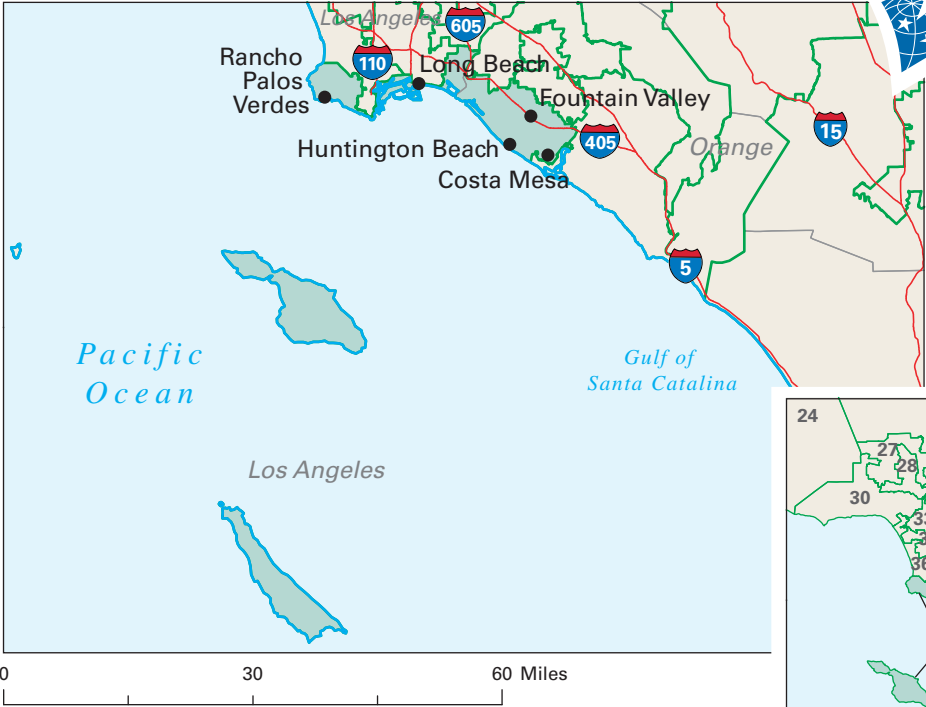 Los Angeles
605
Rancho
Palos
Verdes
110
Long Beach
Fountain Valley
15
405
Orange
Huntington Beach
Costa Mesa
5
Pacific
Ocean
Gulf of
Santa Catalina
Los Angeles
24
27
28
30
36
0
30
60 Miles